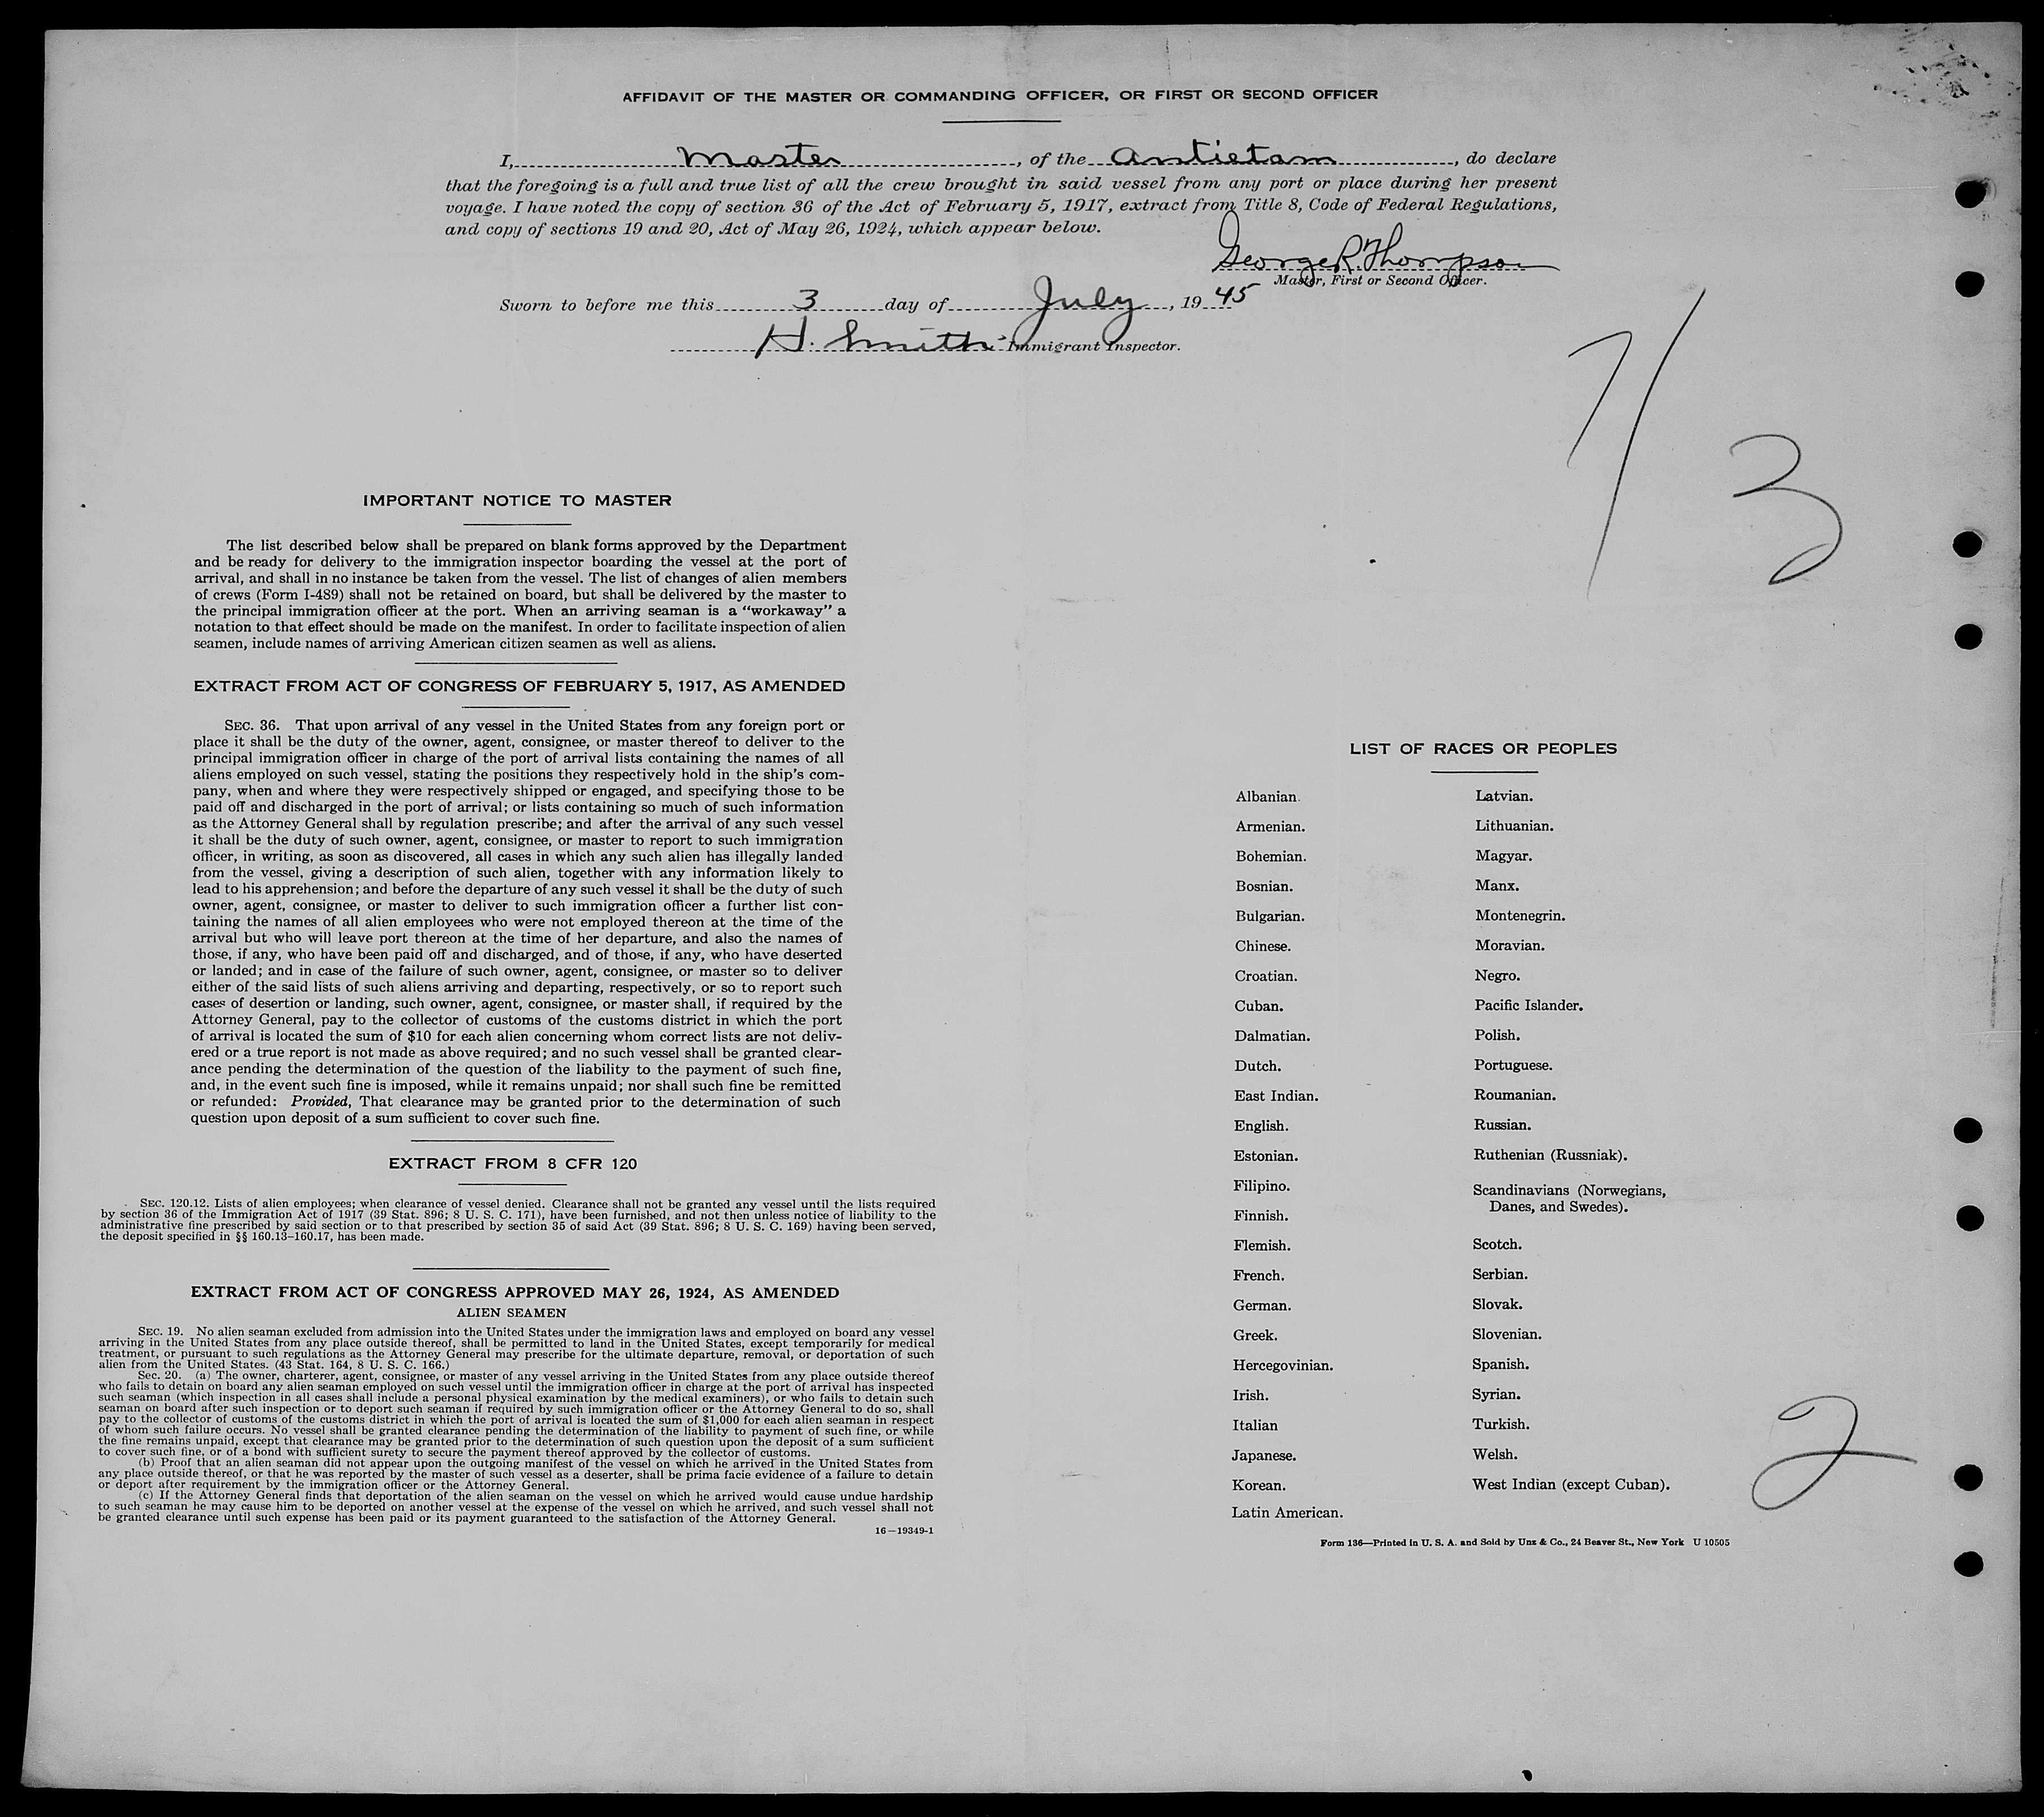 AFFIDAVIT OF THE MASTER OR COMMANDING OFFICER, OR FIRST OR SECOND OFFICER
I, Master, of the Antietam, do declare
that the foregoing is a full and true list of all the crew brought in said vessel from any port or place during her present
voyage. I have noted the copy of section 36 of the Act of February 5, 1917, extract from Title 8, Code of Federal Regulations,
and copy of sections 19 and 20, Act of May 26, 1924, which appear below.
George R. Thompson
Master, First or Second Officer.
Sworn to before me this 3 day of July, 19 45
H. Smith Immigrant Inspector.
7/3
IMPORTANT NOTICE TO MASTER
The list described below shall be prepared on blank forms approved by the Department
and be ready for delivery to the immigration inspector boarding the vessel at the port of
arrival, and shall in no instance be taken from the vessel. The list of changes of alien members
of crews (Form I-489) shall not be retained on board, but shall be delivered by the master to
the principal immigration officer at the port. When an arriving seaman is a "workaway" a
notation to that effect should be made on the manifest. In order to facilitate inspection of alien
seamen, include names of arriving American citizen seamen as well as aliens.
EXTRACT FROM ACT OF CONGRESS OF FEBRUARY 5, 1917, AS AMENDED
SEC. 36. That upon arrival of any vessel in the United States from any foreign port or
place it shall be the duty of the owner, agent, consignee, or master thereof to deliver to the
principal immigration officer in charge of the port of arrival lists containing the names of all
aliens employed on such vessel, stating the positions they respectively hold in the ship's com-
pany, when and where they were respectively shipped or engaged, and specifying those to be
paid off and discharged in the port of arrival; or lists containing so much of such information
as the Attorney General shall by regulation prescribe; and after the arrival of any such vessel
it shall be the duty of such owner, agent, consignee, or master to report to such immigration
officer, in writing, as soon as discovered, all cases in which any such alien has illegally landed
from the vessel, giving a description of such alien, together with any information likely to
lead to his apprehension; and before the departure of any such vessel it shall be the duty of such
owner, agent, consignee, or master to deliver to such immigration officer a further list con-
taining the names of all alien employees who were not employed thereon at the time of the
arrival but who will leave port thereon at the time of her departure, and also the names of
those, if any, who have been paid off and discharged, and of those, if any, who have deserted
or landed; and in case of the failure of such owner, agent, consignee, or master so to deliver
either of the said lists of such aliens arriving and departing, respectively, or so to report such
cases of desertion or landing, such owner, agent, consignee, or master shall, if required by the
Attorney General, pay to the collector of customs of the customs district in which the port
of arrival is located the sum of $10 for each alien concerning whom correct lists are not deliv-
ered or a true report is not made as above required; and no such vessel shall be granted clear-
ance pending the determination of the question of the liability to the payment of such fine,
and, in the event such fine is imposed, while it remains unpaid; nor shall such fine be remitted
or refunded: Provided, That clearance may be granted prior to the determination of such
question upon deposit of a sum sufficient to cover such fine.
EXTRACT FROM 8 CFR 120
SEC. 120.12. Lists of alien employees; when clearance of vessel denied. Clearance shall not be granted any vessel until the lists required
by section 36 of the Immigration Act of 1917 (39 Stat. 896; 8 U. S. C. 171), have been furnished, and not then unless notice of liability to the
administrative fine prescribed by said section or to that prescribed by section 35 of said Act (39 Stat. 896; 8 U. S. C. 169) having been served,
the deposit specified in §§ 160.13–160.17, has been made.
EXTRACT FROM ACT OF CONGRESS APPROVED MAY 26, 1924, AS AMENDED
ALIEN SEAMEN
SEC. 19. No alien seaman excluded from admission into the United States under the immigration laws and employed on board any vessel
arriving in the United States from any place outside thereof, shall be permitted to land in the United States, except temporarily for medical
treatment, or pursuant to such regulations as the Attorney General may prescribe for the ultimate departure, removal, or deportation of such
alien from the United States. (43 Stat. 164, 8 U. S. C. 166.)
Sec. 20. (a) The owner, charterer, agent, consignee, or master of any vessel arriving in the United States from any place outside thereof
who fails to detain on board any alien seaman employed on such vessel until the immigration officer in charge at the port of arrival has inspected
such seaman (which inspection in all cases shall include a personal physical examination by the medical examiners), or who fails to detain such
seaman on board after such inspection or to deport such seaman if required by such immigration officer or the Attorney General to do so, shall
pay to the collector of customs of the customs district in which the port of arrival is located the sum of $1,000 for each alien seaman in respect
of whom such failure occurs. No vessel shall be granted clearance pending the determination of the liability to payment of such fine, or while
the fine remains unpaid, except that clearance may be granted prior to the determination of such question upon the deposit of a sum sufficient
to cover such fine, or of a bond with sufficient surety to secure the payment thereof approved by the collector of customs.
(b) Proof that an alien seaman did not appear upon the outgoing manifest of the vessel on which he arrived in the United States from
any place outside thereof, or that he was reported by the master of such vessel as a deserter, shall be prima facie evidence of a failure to detain
or deport after requirement by the immigration officer or the Attorney General.
(c) If the Attorney General finds that deportation of the alien seaman on the vessel on which he arrived would cause undue hardship
to such seaman he may cause him to be deported on another vessel at the expense of the vessel on which he arrived, and such vessel shall not
be granted clearance until such expense has been paid or its payment guaranteed to the satisfaction of the Attorney General.
16—19349-1
LIST OF RACES OR PEOPLES
Albanian.
Armenian.
Bohemian.
Bosnian.
Bulgarian.
Chinese.
Croatian.
Cuban.
Dalmatian.
Dutch.
East Indian.
English.
Estonian.
Filipino.
Finnish.
Flemish.
French.
German.
Greek.
Hercegovinian.
Irish.
Italian
Japanese.
Korean.
Latin American.
Latvian.
Lithuanian.
Magyar.
Manx.
Montenegrin.
Moravian.
Negro.
Pacific Islander.
Polish.
Portuguese.
Roumanian.
Russian.
Ruthenian (Russniak).
Scandinavians (Norwegians,
Danes, and Swedes).
Scotch.
Serbian.
Slovak.
Slovenian.
Spanish.
Syrian.
Turkish.
Welsh.
West Indian (except Cuban).
2
Form 136—Printed in U. S. A. and Sold by Unz & Co., 24 Beaver St., New York U 10505